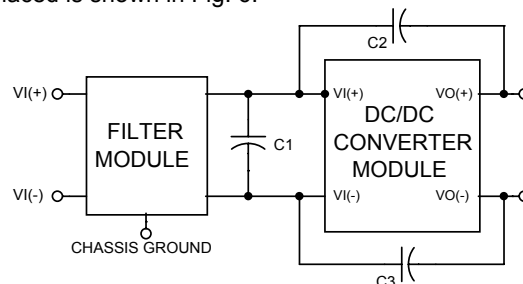 placed is shown in Fig.
C2
VI(+)
VI(+)
VO(+)
FILTER
MODULE
C1
DC/DC
CONVERTER
MODULE
VI(-)
VI(-)
VO(-)
CHASSIS GROUND
C3